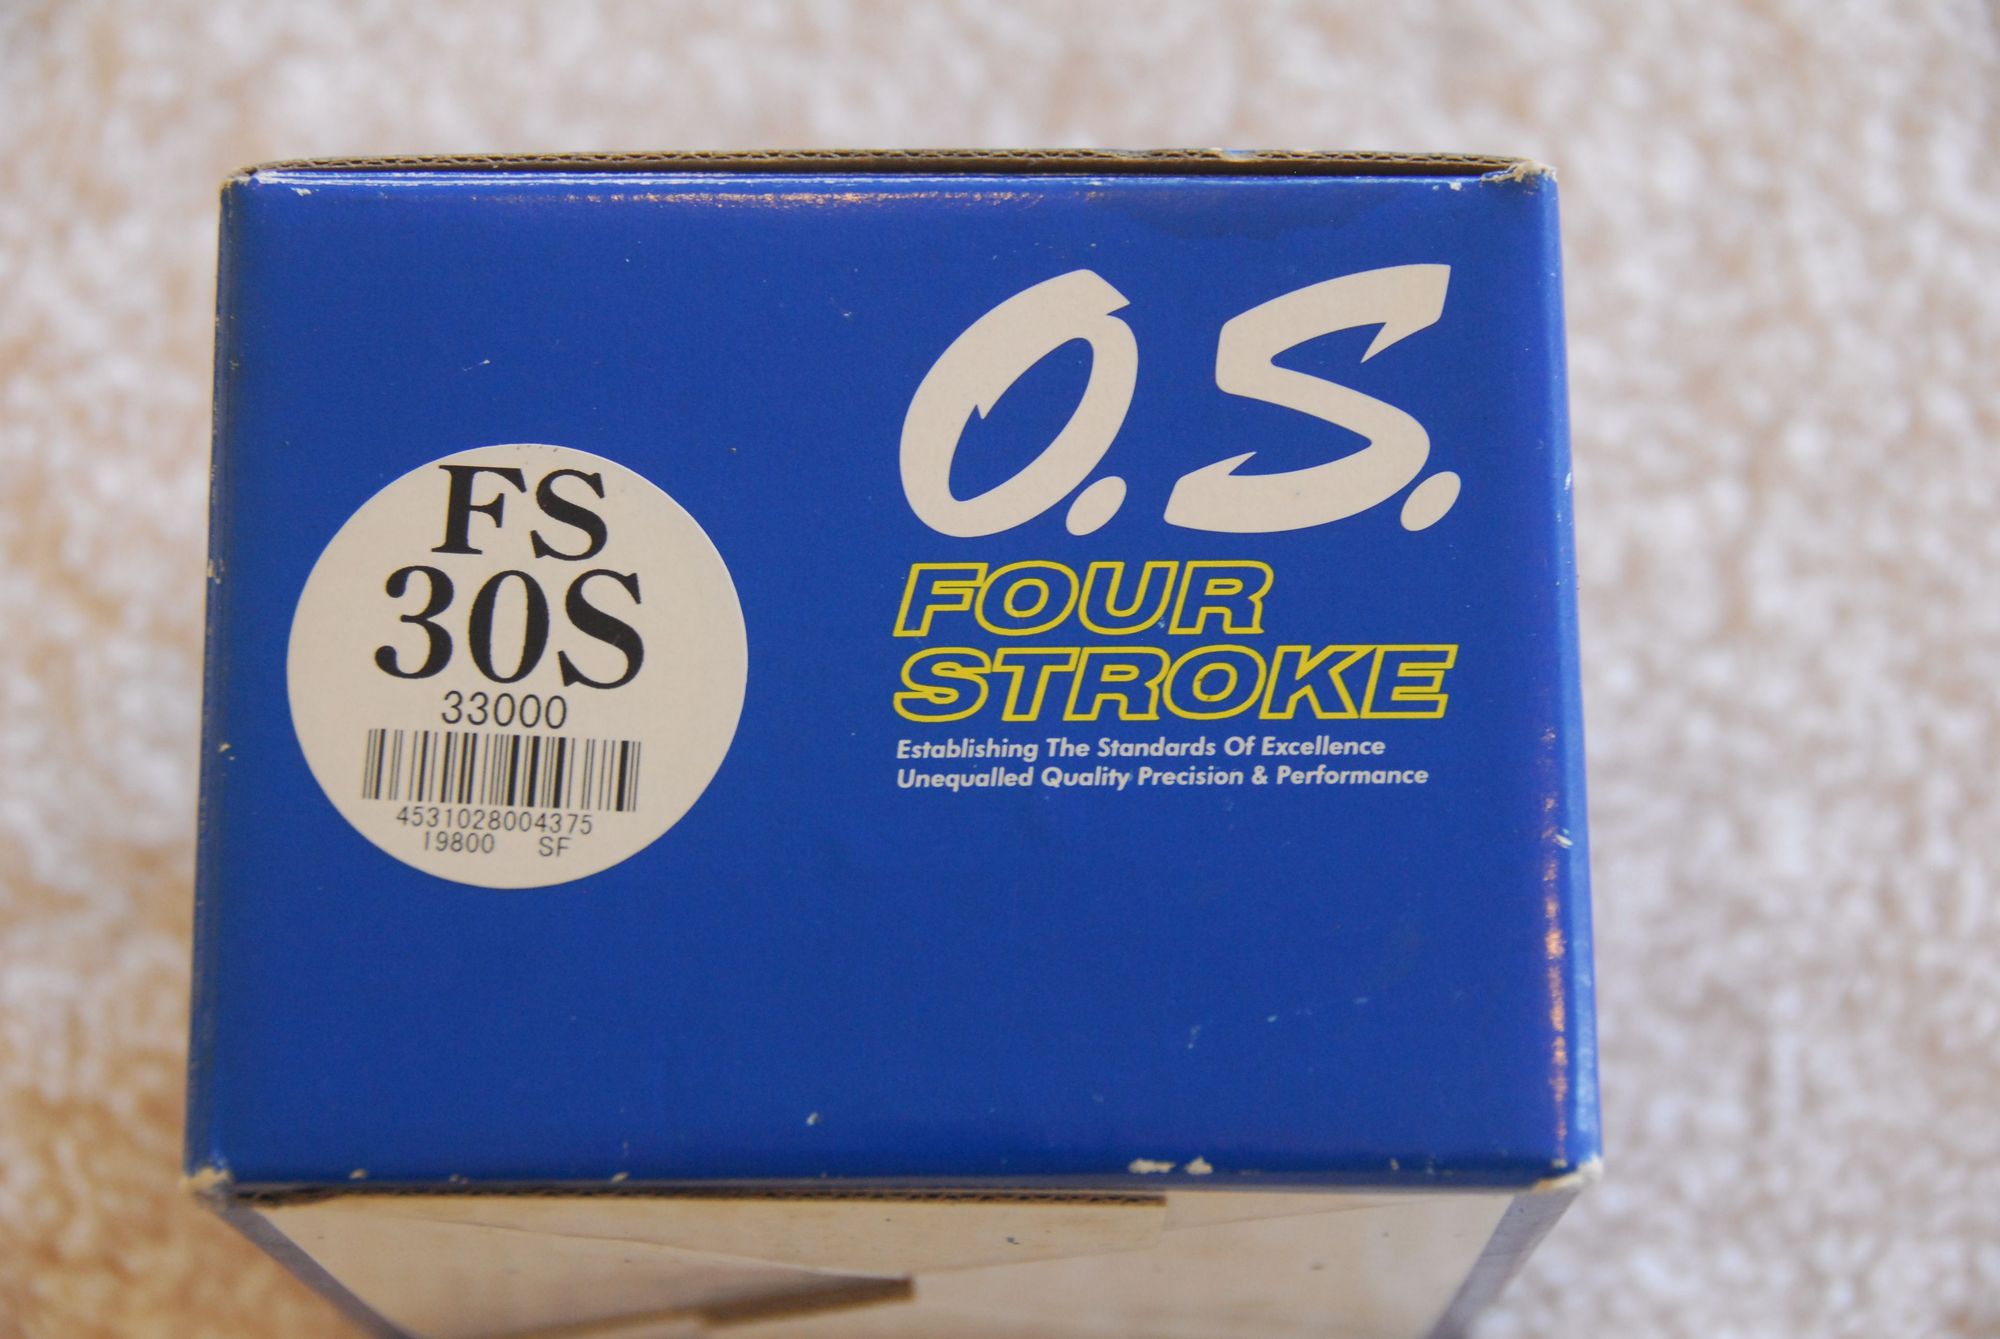 FS
30S
33000
4531028004375
19800 SF
O.S.
FOUR
STROKE
Establishing The Standards Of Excellence
Unequalled Quality Precision & Performance